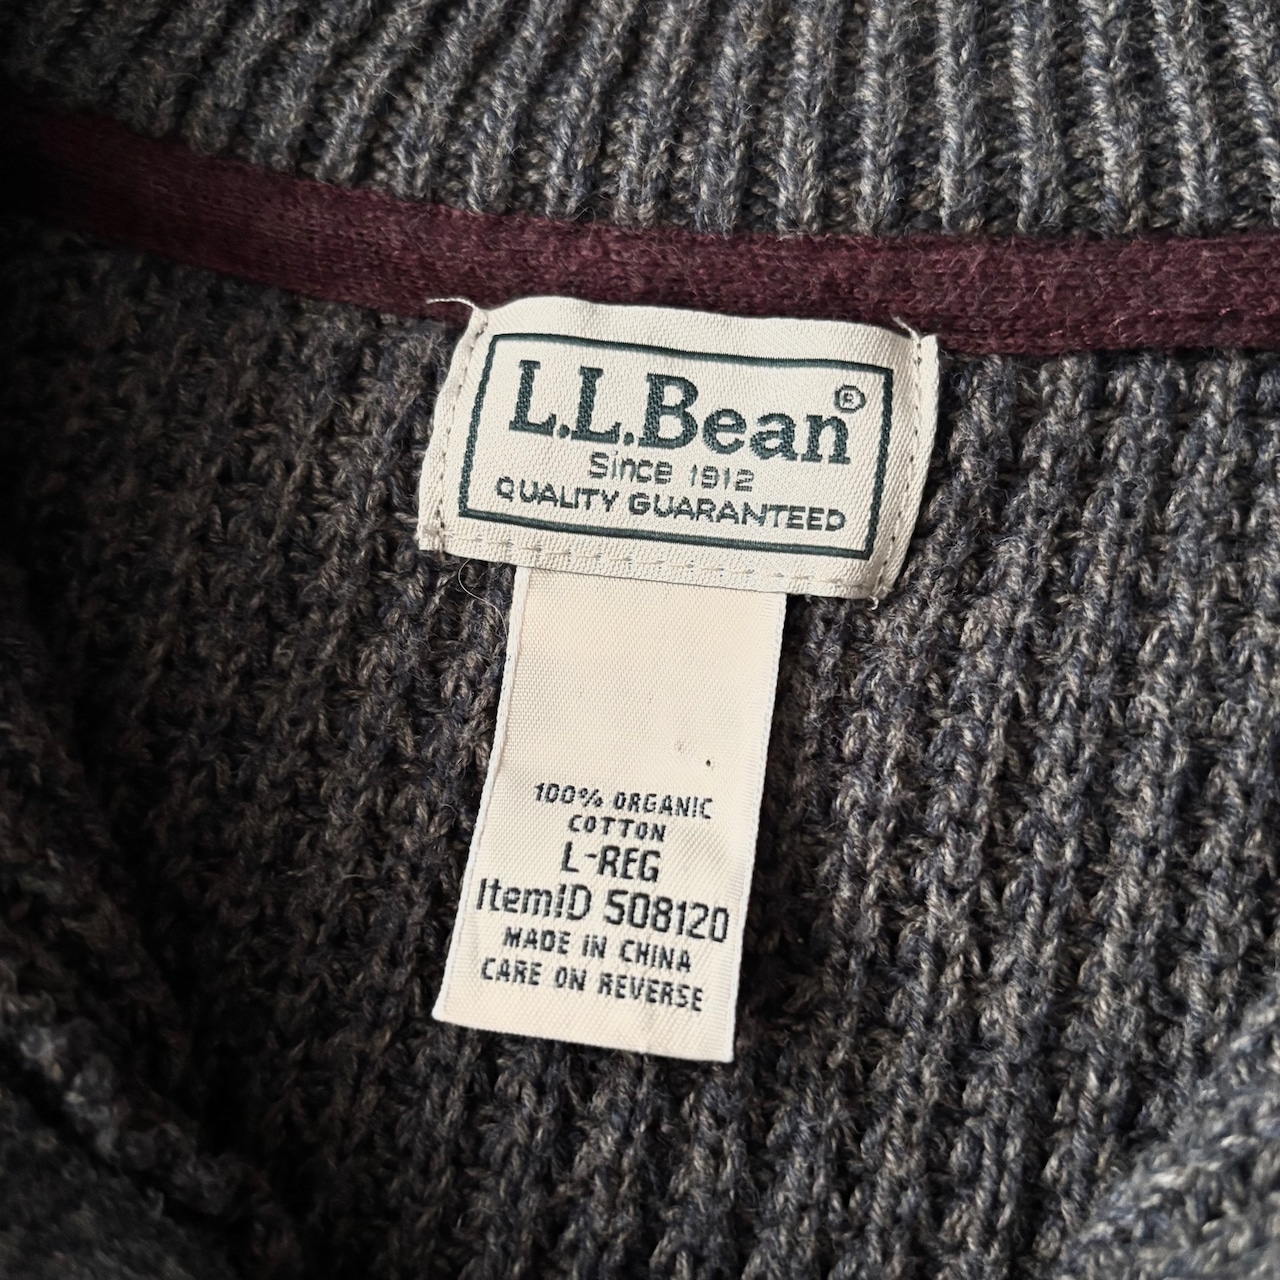 L.L.Bean®
Since 1912
QUALITY GUARANTEED
100% ORGANIC
COTTON
L-REG
ItemID 508120
MADE IN CHINA
CARE ON REVERSE